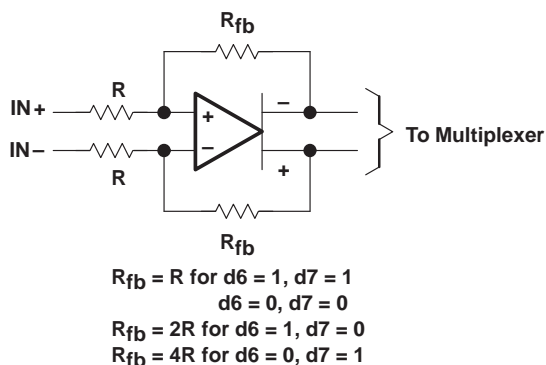 Rfb
R
IN+
+
–
To Multiplexer
IN–
–
+
R
Rfb
Rfb = R for d6 = 1, d7 = 1
d6 = 0, d7 = 0
Rfb = 2R for d6 = 1, d7 = 0
Rfb = 4R for d6 = 0, d7 = 1